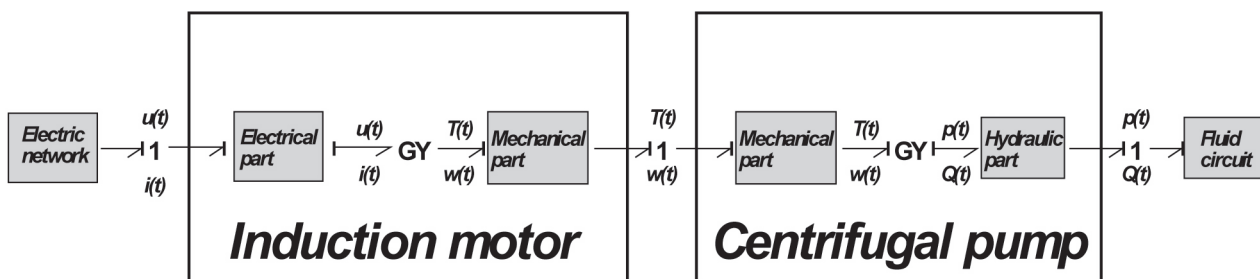 Electric
network
u(t)
1
i(t)
Electrical
part
u(t)
i(t)
GY
T(t)
w(t)
Mechanical
part
T(t)
1
w(t)
Mechanical
part
T(t)
w(t)
GY
p(t)
Q(t)
Hydraulic
part
p(t)
1
Q(t)
Fluid
circuit
Induction motor
Centrifugal pump